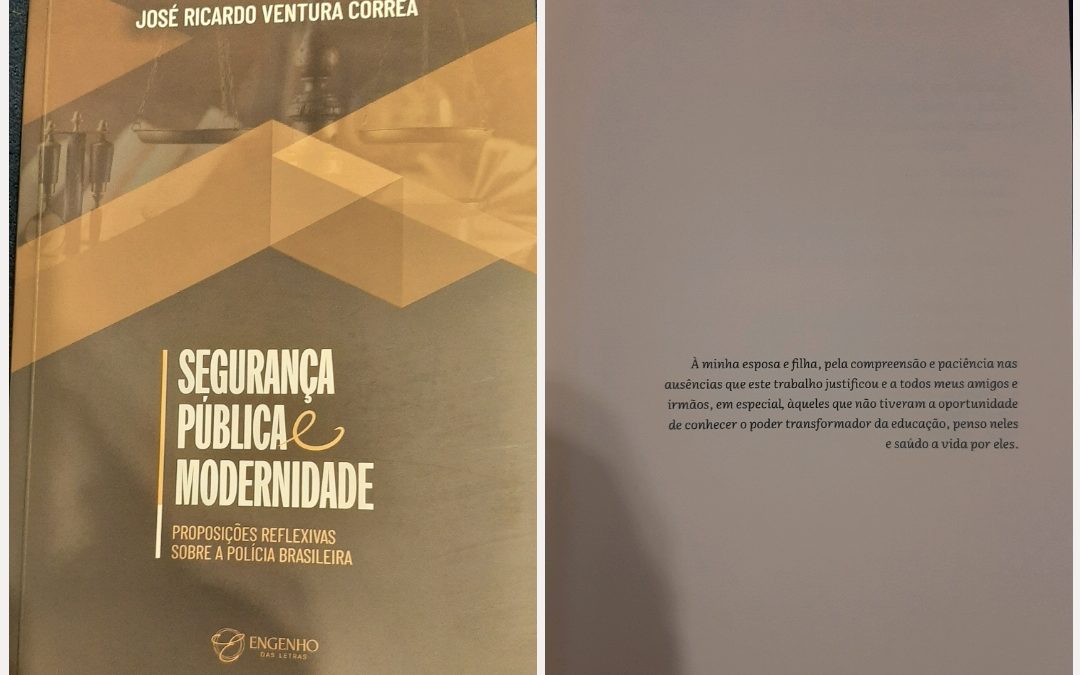 JOSÉ RICARDO VENTURA CORRÊA
SEGURANÇA
PÚBLICA e
MODERNIDADE
PROPOSIÇÕES REFLEXIVAS
SOBRE A POLÍCIA BRASILEIRA
ENGENHO
DAS LETRAS
À minha esposa e filha, pela compreensão e paciência nas
ausências que este trabalho justificou e a todos meus amigos e
irmãos, em especial, àqueles que não tiveram a oportunidade
de conhecer o poder transformador da educação, penso neles
e saúdo a vida por eles.